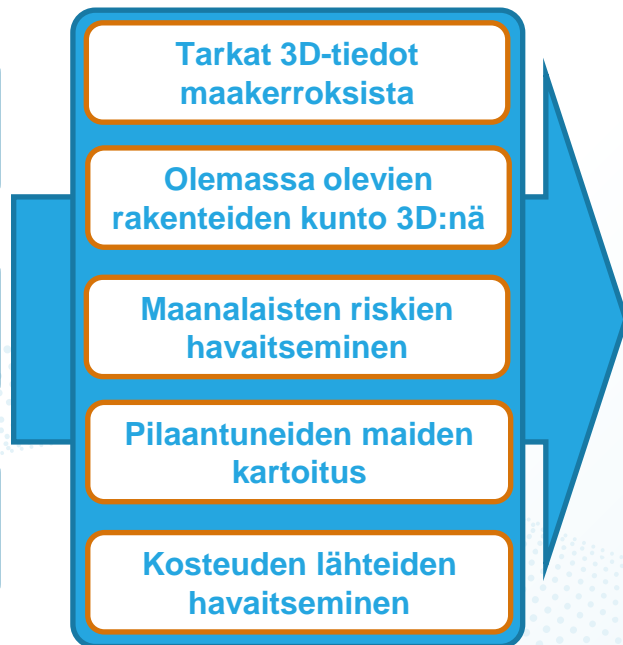 Tarkat 3D-tiedot
maakerroksista
Olemassa olevien
rakenteiden kunto 3D:nä
Maanalaisten riskien
havaitseminen
Pilaantuneiden maiden
kartoitus
Kosteuden lähteiden
havaitseminen